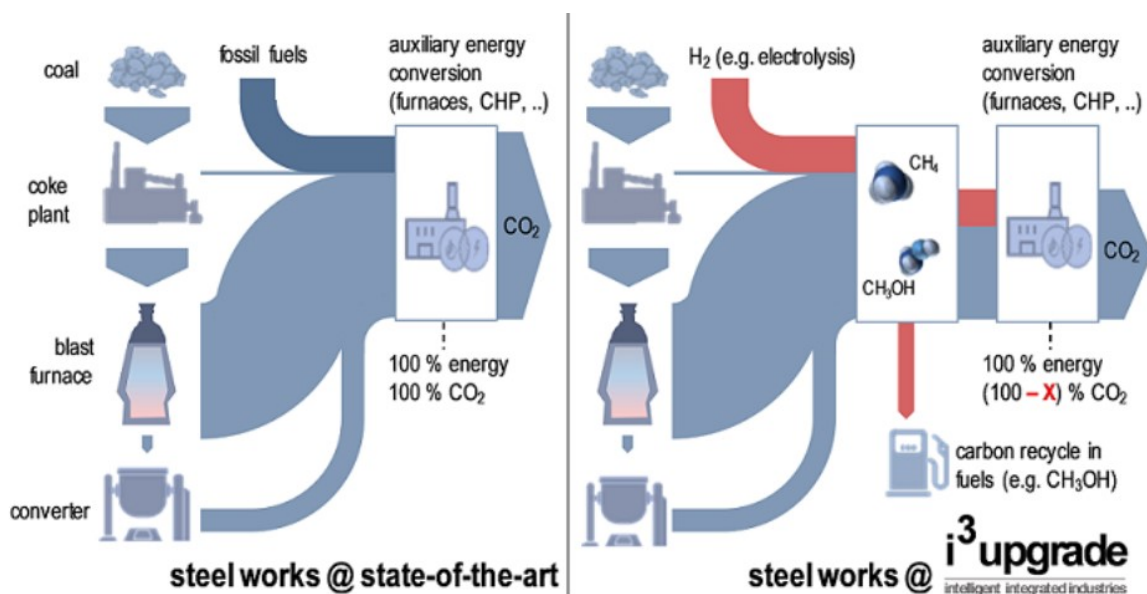 coal
fossil fuels
auxiliary energy
conversion
(furnaces, CHP, ..)
coke
plant
CO₂
blast
furnace
100 % energy
100 % CO₂
converter
steel works @ state-of-the-art
H₂ (e.g. electrolysis)
auxiliary energy
conversion
(furnaces, CHP, ..)
CH₄
CH₃OH
CO₂
100 % energy
(100 – X) % CO₂
carbon recycle in
fuels (e.g. CH₃OH)
steel works @ i³upgrade
intelligent integrated industries